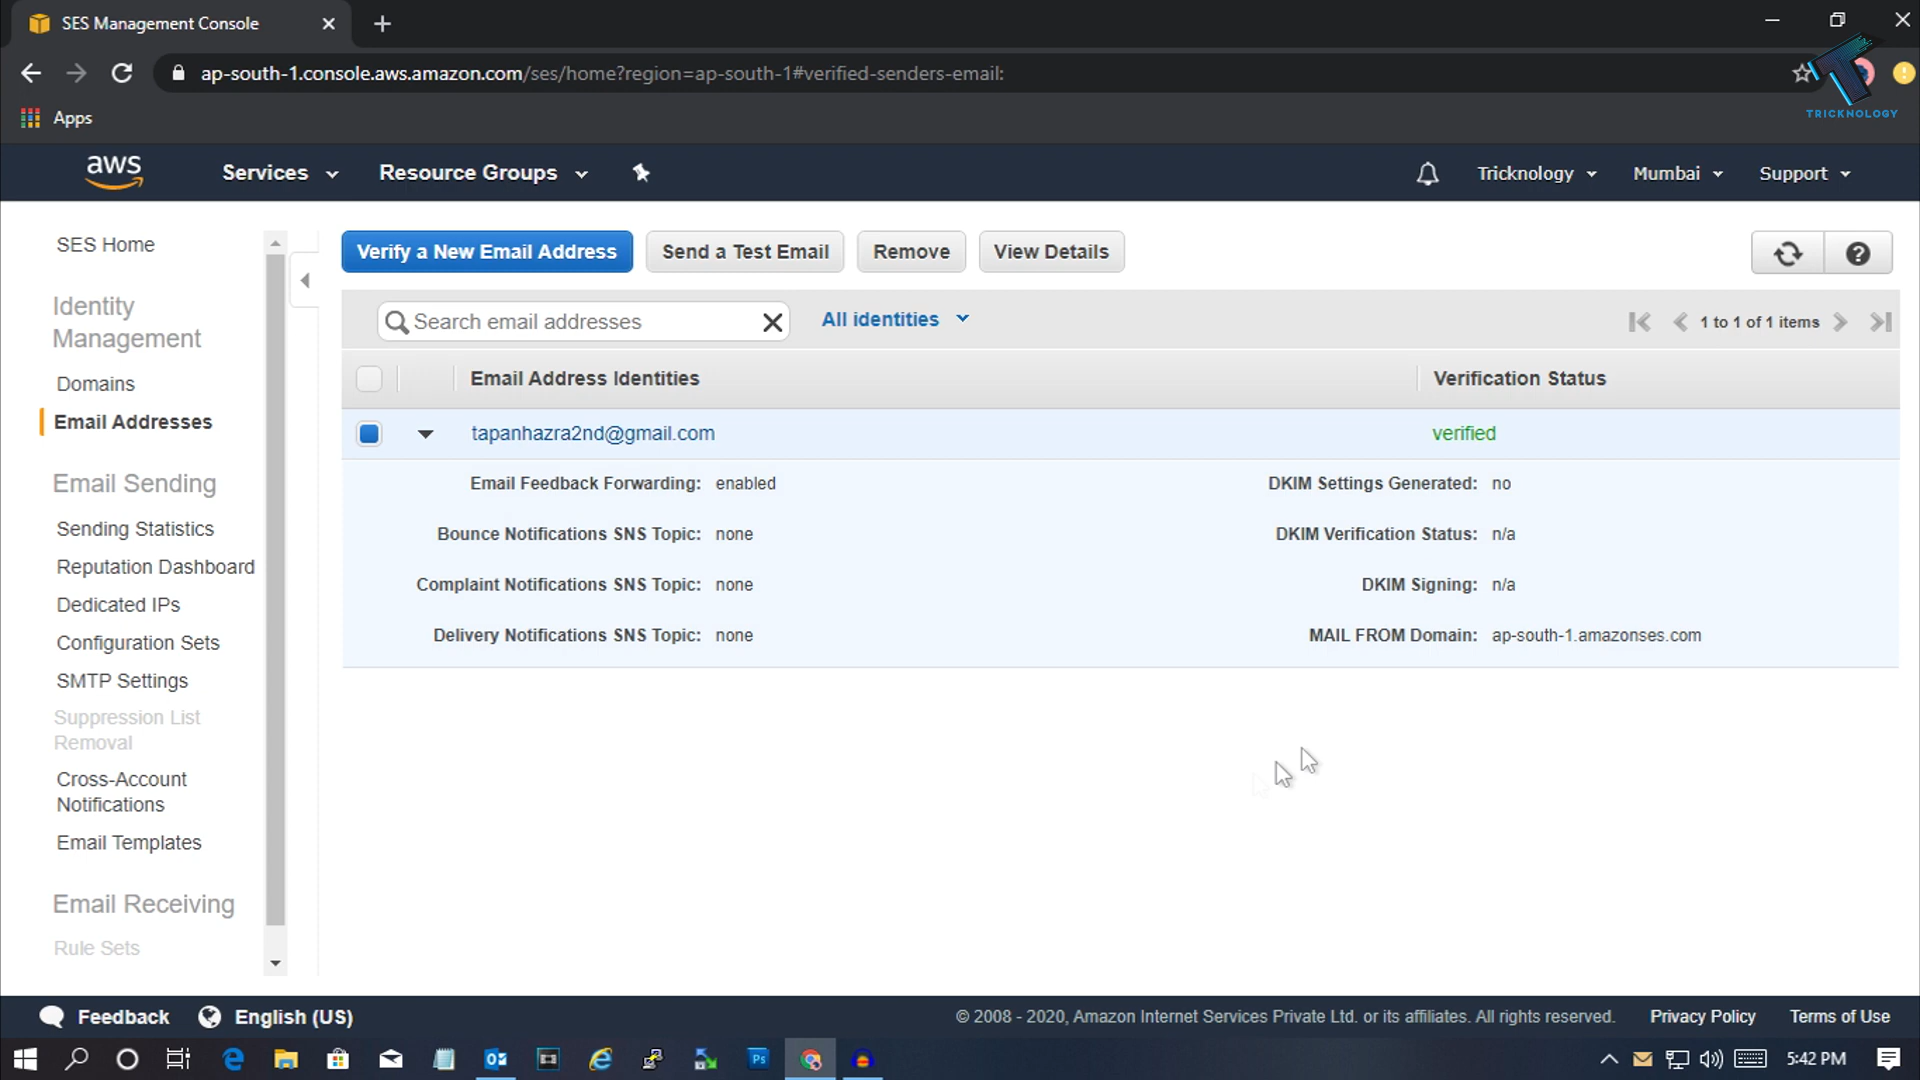 SES Management Console
ap-south-1.console.aws.amazon.com/ses/home?region=ap-south-1#verified-senders-email:
TRICKNOLOGY
Apps
aws
Services
Resource Groups
Tricknology
Mumbai
Support
SES Home
Identity
Management
Domains
Email Addresses
Email Sending
Sending Statistics
Reputation Dashboard
Dedicated IPs
Configuration Sets
SMTP Settings
Suppression List
Removal
Cross-Account
Notifications
Email Templates
Email Receiving
Rule Sets
Verify a New Email Address
Send a Test Email
Remove
View Details
Search email addresses
All identities
1 to 1 of 1 items
Email Address Identities
Verification Status
tapanhazra2nd@gmail.com
verified
Email Feedback Forwarding: enabled
DKIM Settings Generated: no
Bounce Notifications SNS Topic: none
DKIM Verification Status: n/a
Complaint Notifications SNS Topic: none
DKIM Signing: n/a
Delivery Notifications SNS Topic: none
MAIL FROM Domain: ap-south-1.amazonses.com
Feedback
English (US)
© 2008 - 2020, Amazon Internet Services Private Ltd. or its affiliates. All rights reserved.
Privacy Policy
Terms of Use
Ps
5:42 PM